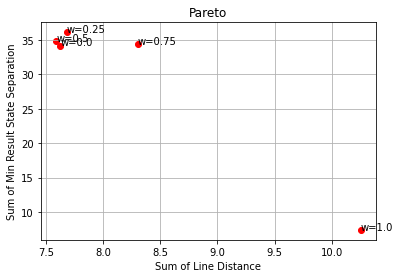 Pareto
w=0.25
w=0.5
w=0.0
w=0.75
w=1.0
35
30
25
20
15
10
7.5
8.0
8.5
9.0
9.5
10.0
Sum of Line Distance
Sum of Min Result State Separation